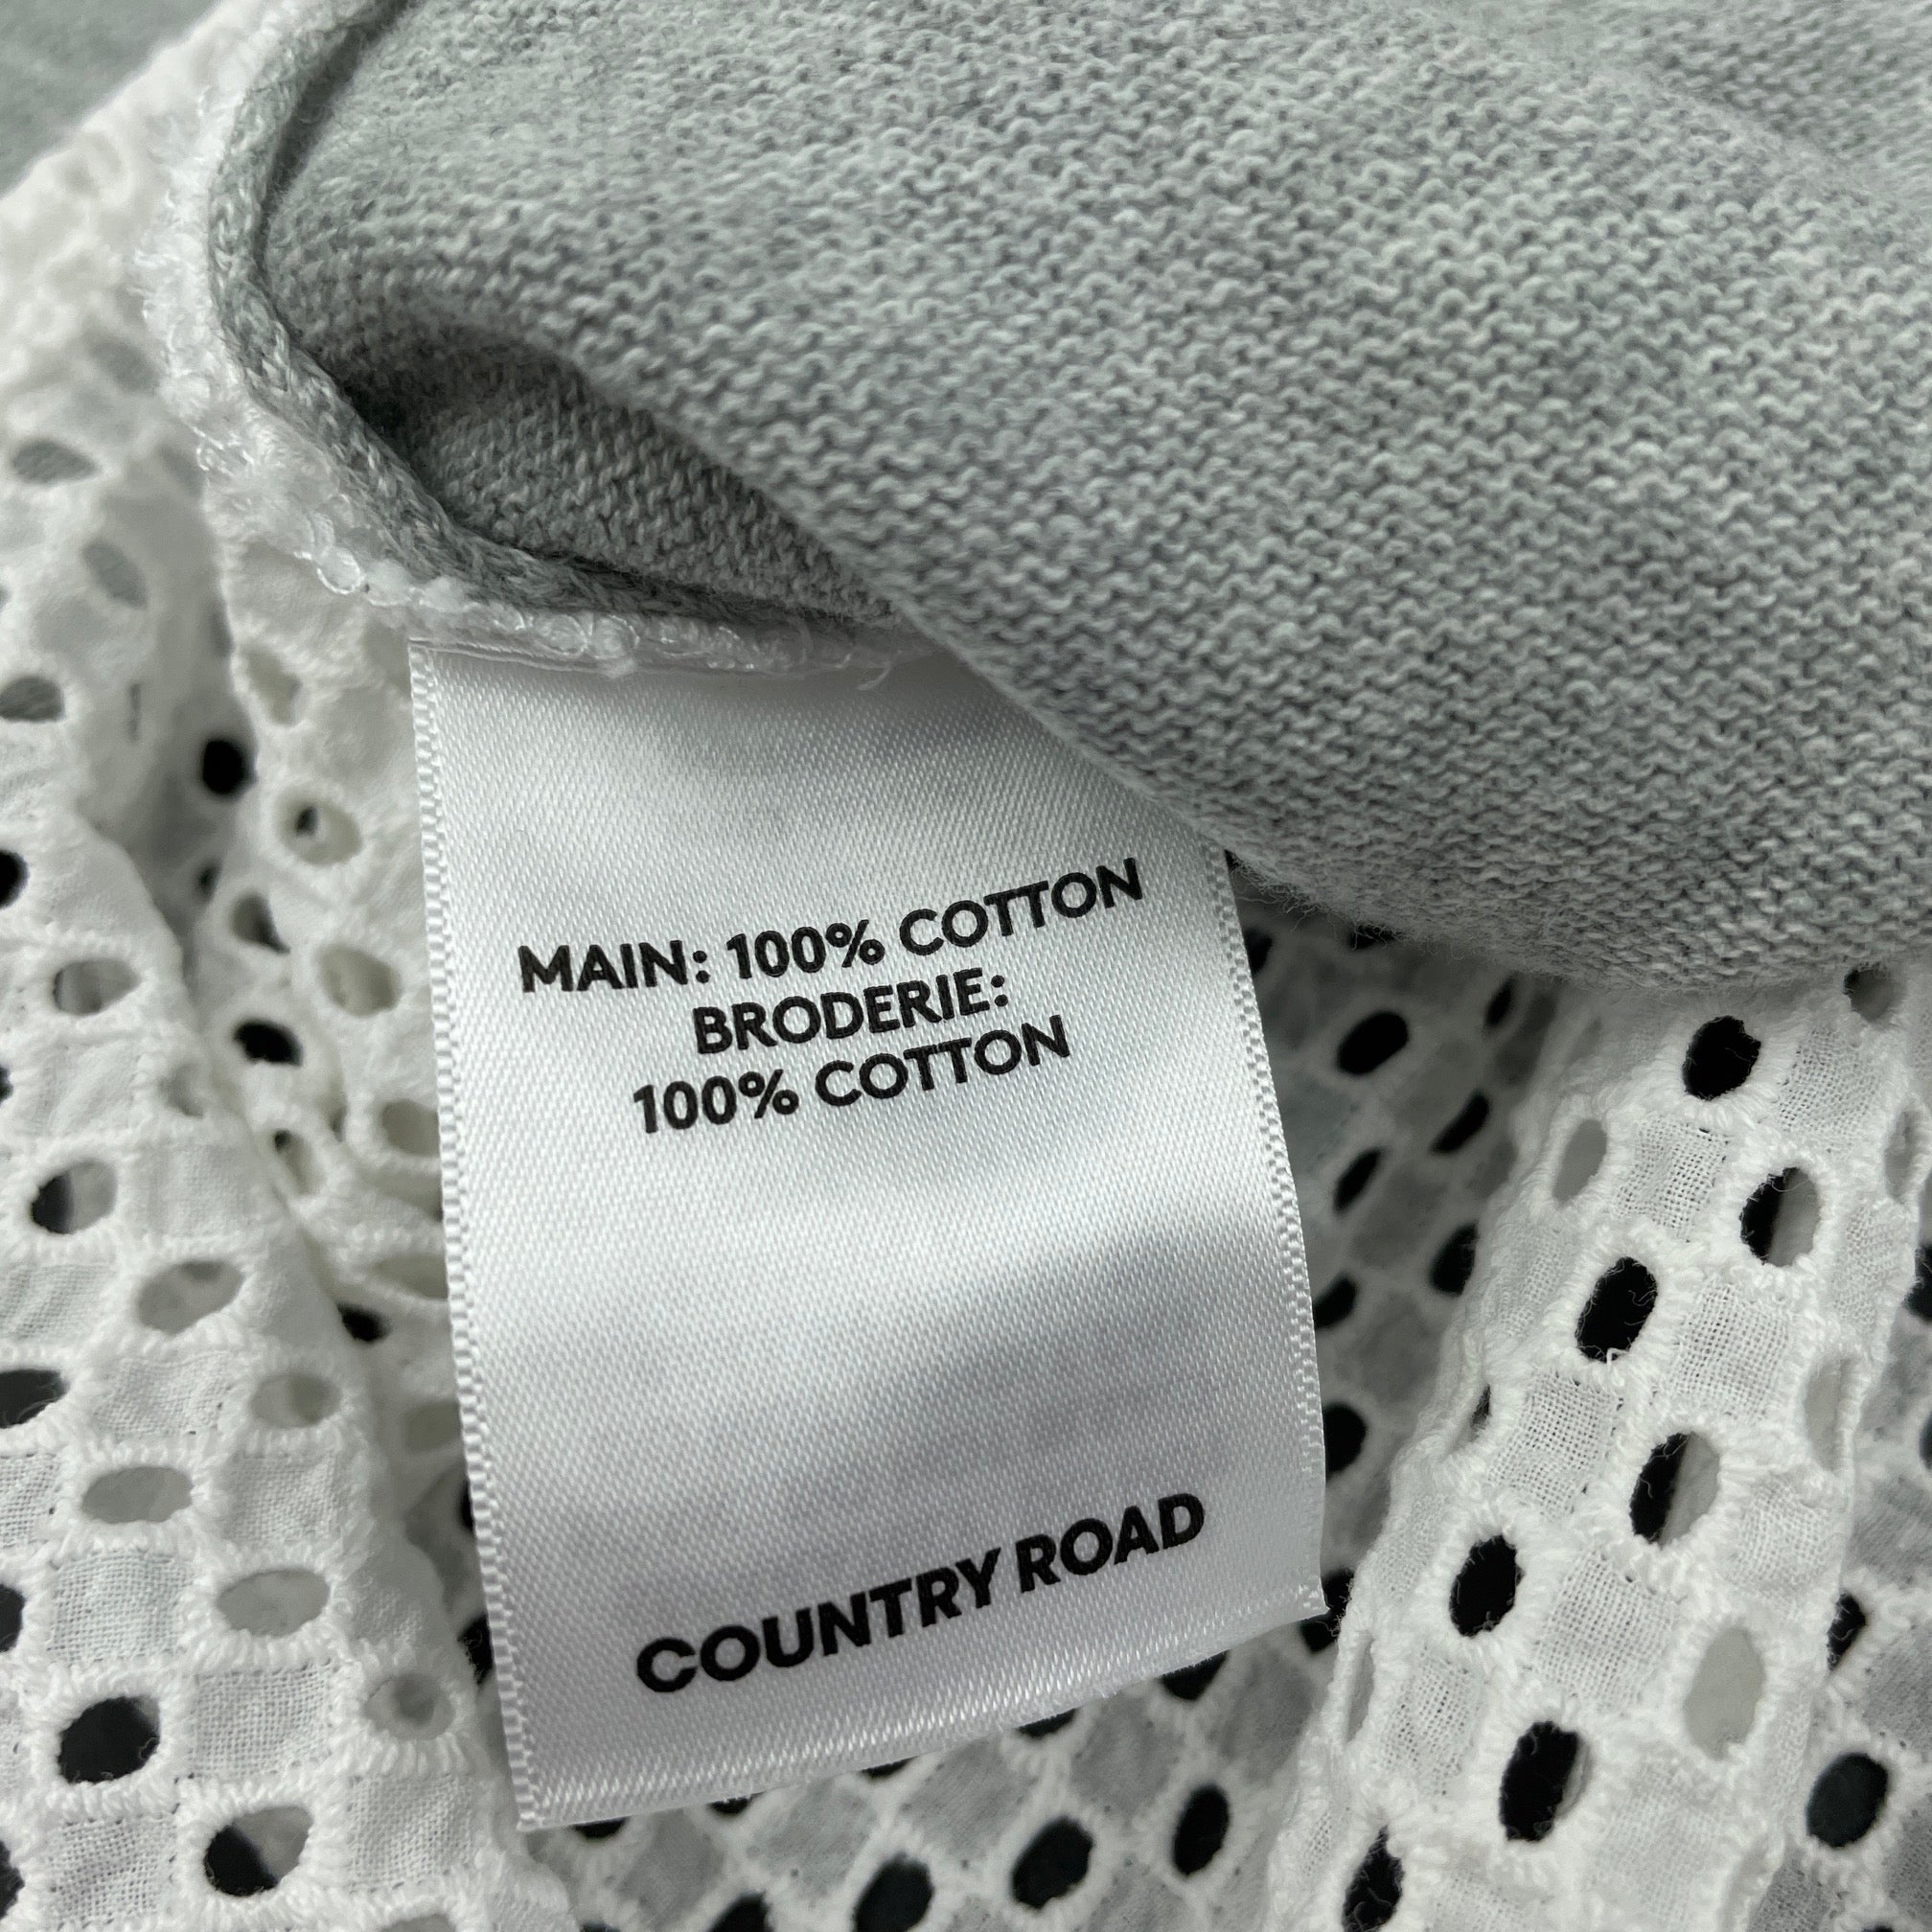 MAIN: 100% COTTON
BRODERIE:
100% COTTON
COUNTRY ROAD